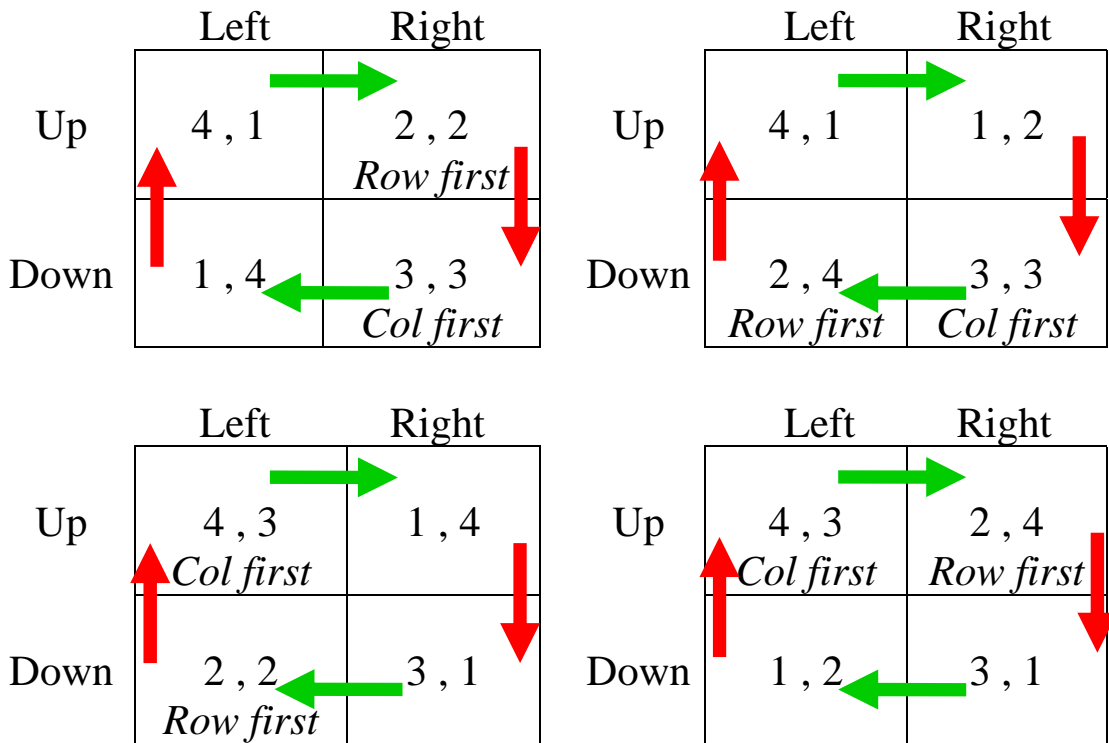 Left Right
Up 4 , 1 2 , 2
Row first
Down 1 , 4 3 , 3
Col first
Left Right
Up 4 , 1 1 , 2
Down 2 , 4 3 , 3
Row first Col first
Left Right
Up 4 , 3 1 , 4
Col first
Down 2 , 2 3 , 1
Row first
Left Right
Up 4 , 3 2 , 4
Col first Row first
Down 1 , 2 3 , 1